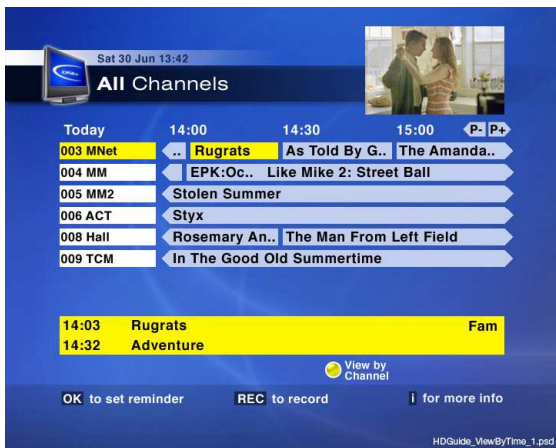 Sat 30 Jun 13:42
All Channels
Today 14:00 14:30 15:00 P- P+
003 MNet .. Rugrats As Told By G.. The Amanda..
004 MM EPK:Oc.. Like Mike 2: Street Ball
005 MM2 Stolen Summer
006 ACT Styx
008 Hall Rosemary An.. The Man From Left Field
009 TCM In The Good Old Summertime
14:03 Rugrats Fam
14:32 Adventure
View by
Channel
OK to set reminder REC to record i for more info
HDGuide_ViewByTime_1.psd